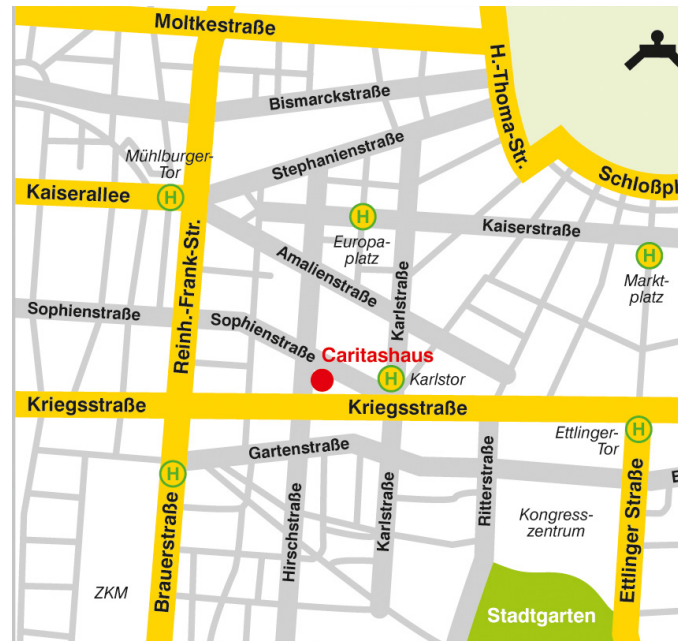 Moltkestraße
Bismarckstraße
H.-Thoma-Str.
Stephanienstraße
Mühlburger-
Tor
H
Kaiserallee
Schloßpl
H
Kaiserstraße
Europa-
platz
H
Markt-
platz
Reinh.-Frank-Str.
Amalienstraße
Karlstraße
Sophienstraße
Sophienstraße
Caritashaus
H
Karlstor
Kriegsstraße
Kriegsstraße
Ettlinger-
Tor
H
Gartenstraße
H
E
Hirschstraße
Karlstraße
Ritterstraße
Kongress-
zentrum
Ettlinger Straße
Brauerstraße
ZKM
Stadtgarten